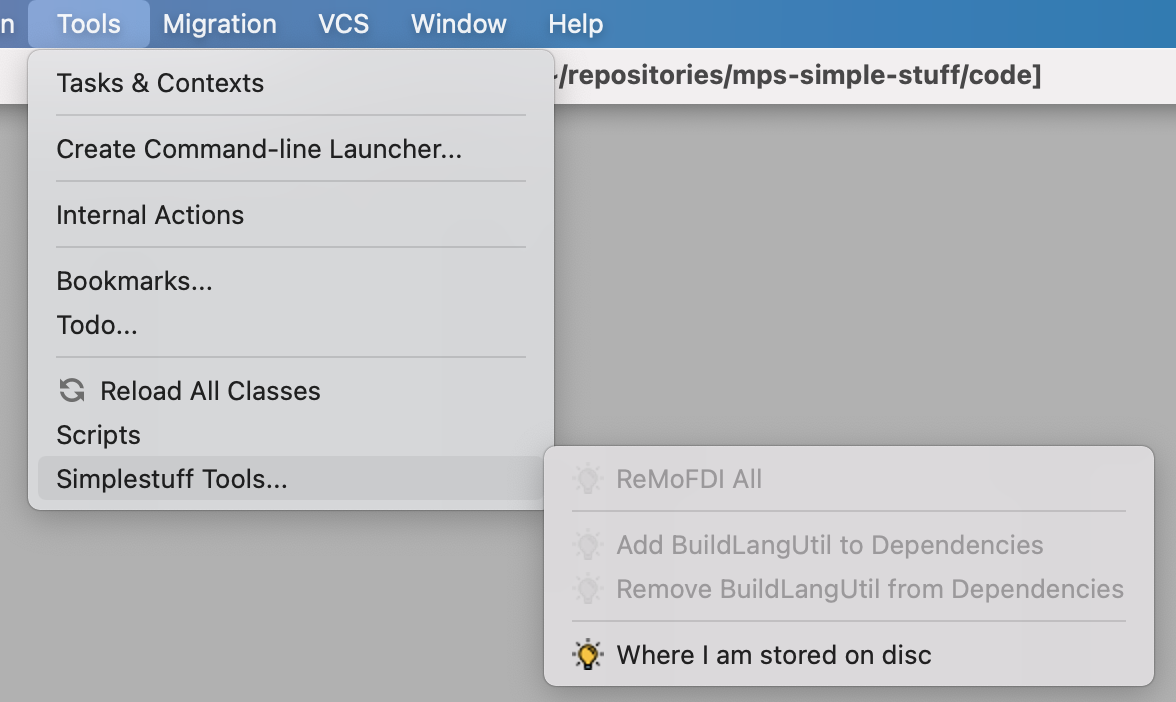 n Tools Migration VCS Window Help
/repositories/mps-simple-stuff/code]
Tasks & Contexts
Create Command-line Launcher...
Internal Actions
Bookmarks...
Todo...
Reload All Classes
Scripts
Simplestuff Tools...
ReMoFDI All
Add BuildLangUtil to Dependencies
Remove BuildLangUtil from Dependencies
Where I am stored on disc